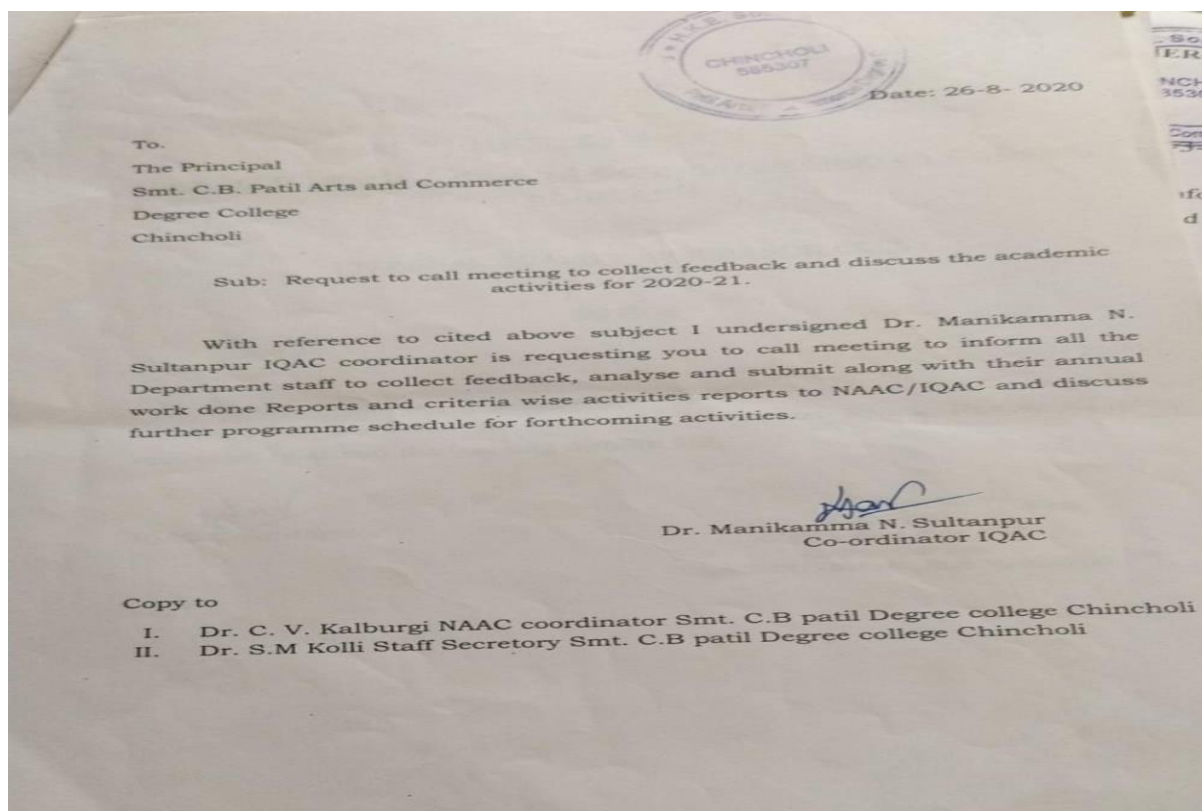 H.K.E. 
CHINCHOLI
585307
Patil Arts Degree
Date: 26-8- 2020
To.
The Principal
Smt. C.B. Patil Arts and Commerce
Degree College
Chincholi
Sub: Request to call meeting to collect feedback and discuss the academic
activities for 2020-21.
With reference to cited above subject I undersigned Dr. Manikamma N.
Sultanpur IQAC coordinator is requesting you to call meeting to inform all the
Department staff to collect feedback, analyse and submit along with their annual
work done Reports and criteria wise activities reports to NAAC/IQAC and discuss
further programme schedule for forthcoming activities.
Dr. Manikamma N. Sultanpur
Co-ordinator IQAC
Copy to
I. Dr. C. V. Kalburgi NAAC coordinator Smt. C.B patil Degree college Chincholi
II. Dr. S.M Kolli Staff Secretory Smt. C.B patil Degree college Chincholi